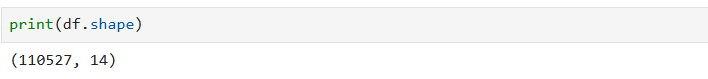 print(df.shape)
(110527, 14)